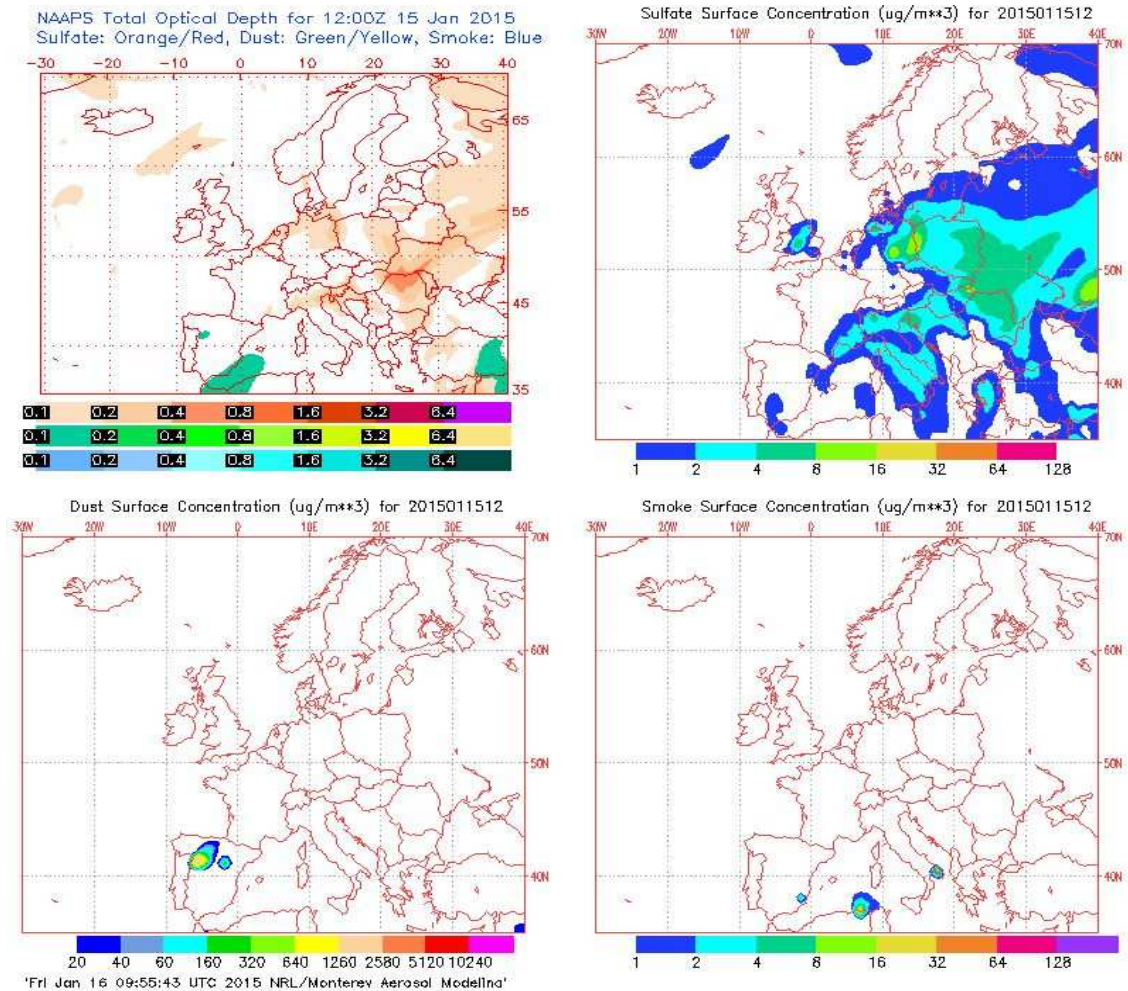 NAAPS Total Optical Depth for 12:00Z 15 Jan 2015
Sulfate: Orange/Red, Dust: Green/Yellow, Smoke: Blue
-30 -20 -10 0 10 20 30 40
65
55
45
35
0.1 0.2 0.4 0.8 1.6 3.2 6.4
0.1 0.2 0.4 0.8 1.6 3.2 6.4
0.1 0.2 0.4 0.8 1.6 3.2 6.4
Sulfate Surface Concentration (ug/m**3) for 2015011512
30W 20W 10W 0 10E 20E 30E 40E
70N
60N
50N
40N
1 2 4 8 16 32 64 128
Dust Surface Concentration (ug/m**3) for 2015011512
30W 20W 10W 0 10E 20E 30E 40E
70N
60N
50N
40N
20 40 60 160 320 640 1260 2580 5120 10240
'Fri Jan 16 09:55:43 UTC 2015 NRL/Monterey Aerosol Modeling'
Smoke Surface Concentration (ug/m**3) for 2015011512
30W 20W 10W 0 10E 20E 30E 40E
70N
60N
50N
40N
1 2 4 8 16 32 64 128